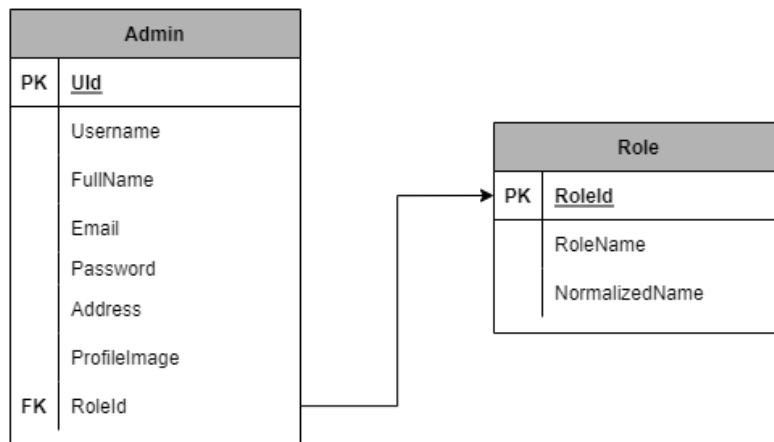 Admin
PK UId
Username
FullName
Email
Password
Address
ProfileImage
FK RoleId
Role
PK RoleId
RoleName
NormalizedName